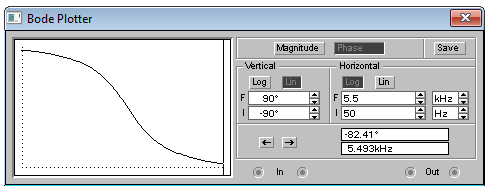 Bode Plotter
Magnitude Phase Save
Vertical Horizontal
Log Lin Log Lin
F 90° F 5.5 kHz
I -90° I 50 Hz
← → -82.41°
5.493kHz
In Out